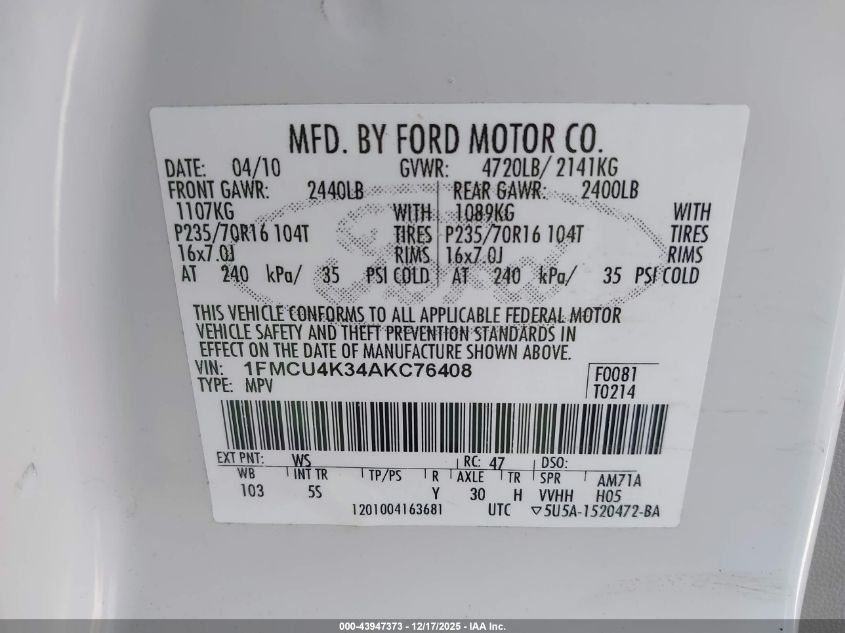 MFD. BY FORD MOTOR CO.
DATE: 04/10 GVWR: 4720LB/ 2141KG
FRONT GAWR: 2440LB REAR GAWR: 2400LB
1107KG WITH 1089KG WITH
P235/70R16 104T TIRES P235/70R16 104T TIRES
16x7.0J RIMS 16x7.0J RIMS
AT 240 kPa/ 35 PSI COLD AT 240 kPa/ 35 PSI COLD
THIS VEHICLE CONFORMS TO ALL APPLICABLE FEDERAL MOTOR
VEHICLE SAFETY AND THEFT PREVENTION STANDARDS IN
EFFECT ON THE DATE OF MANUFACTURE SHOWN ABOVE.
VIN: 1FMCU4K34AKC76408 F0081
TYPE: MPV T0214
EXT PNT: WS RC: 47 DSO:
WB INT TR TP/PS R AXLE TR SPR AM71A
103 5S Y 30 H VVHH H05
1201004163681 UTC ▽5U5A-1520472-BA
000-43947373 - 12/17/2025 - IAA Inc.